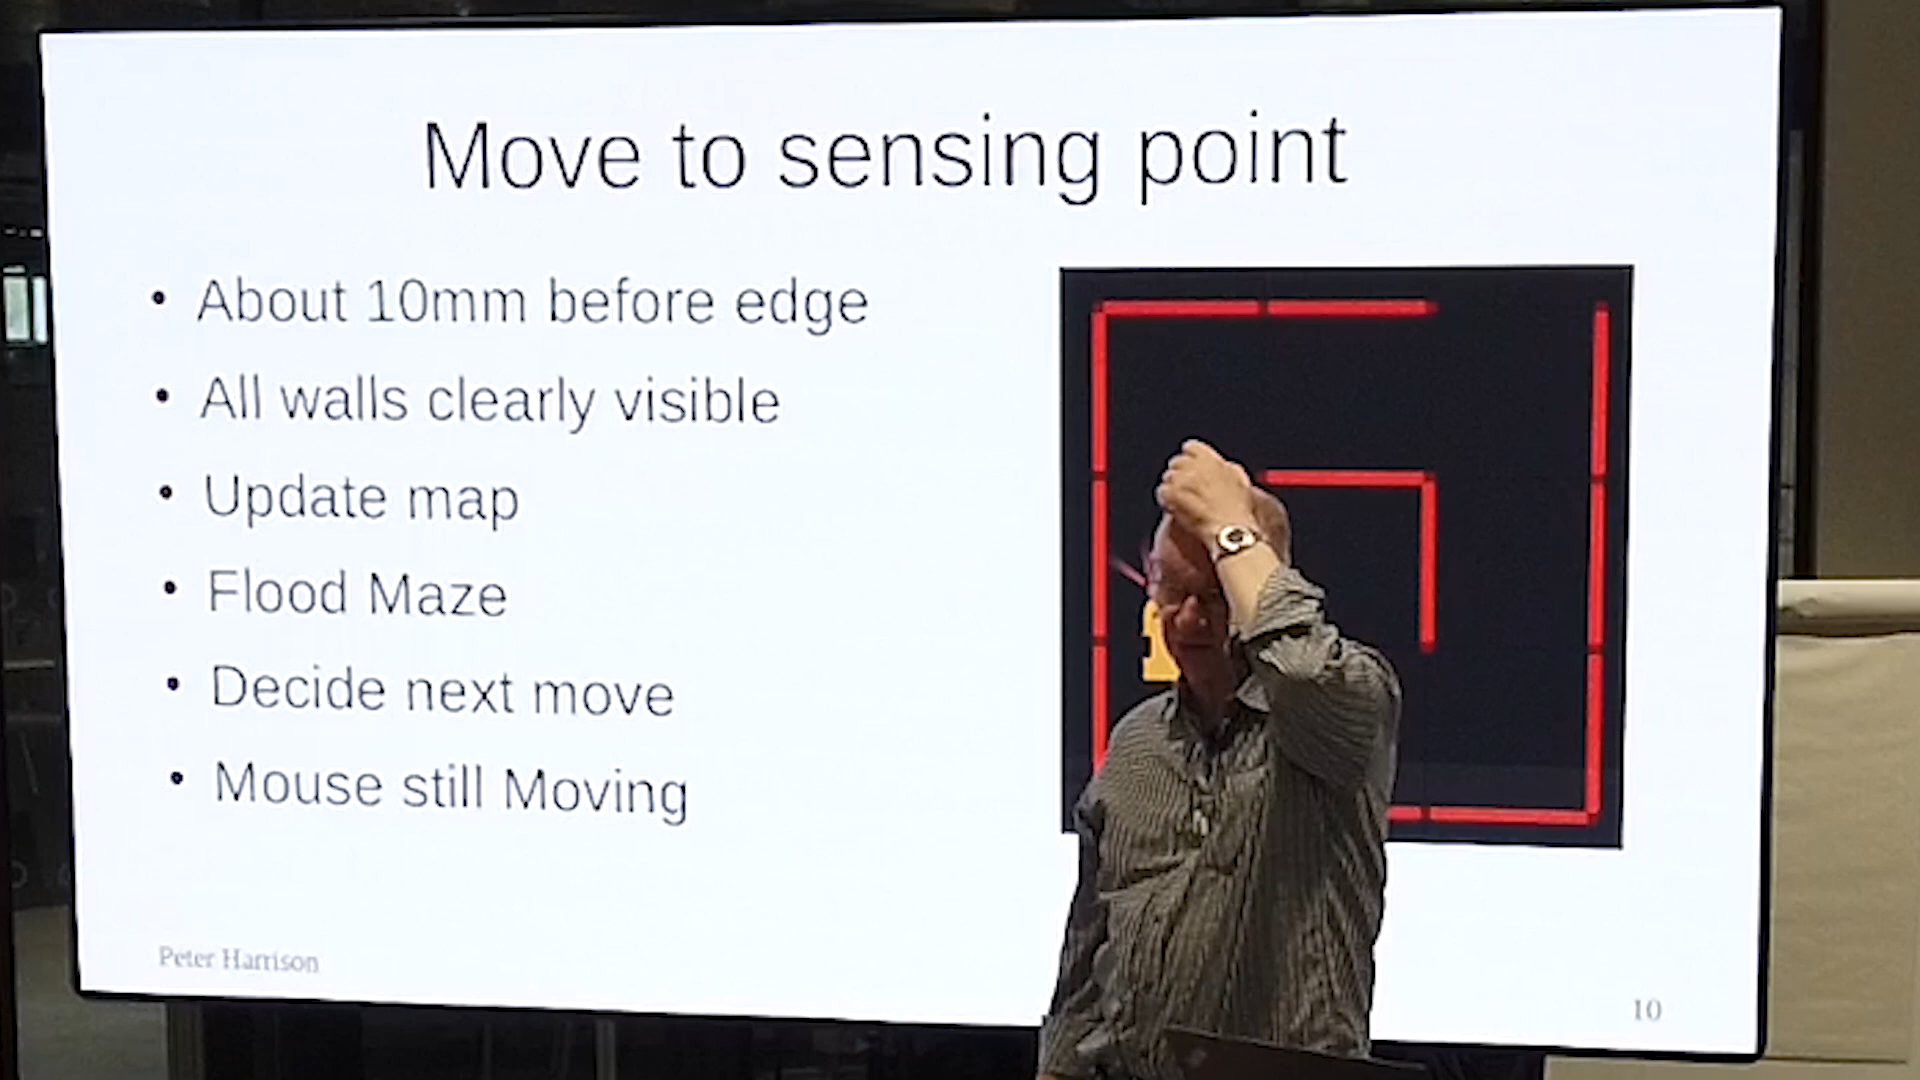 Move to sensing point
• About 10mm before edge
• All walls clearly visible
• Update map
• Flood Maze
• Decide next move
• Mouse still Moving
Peter Harrison
10